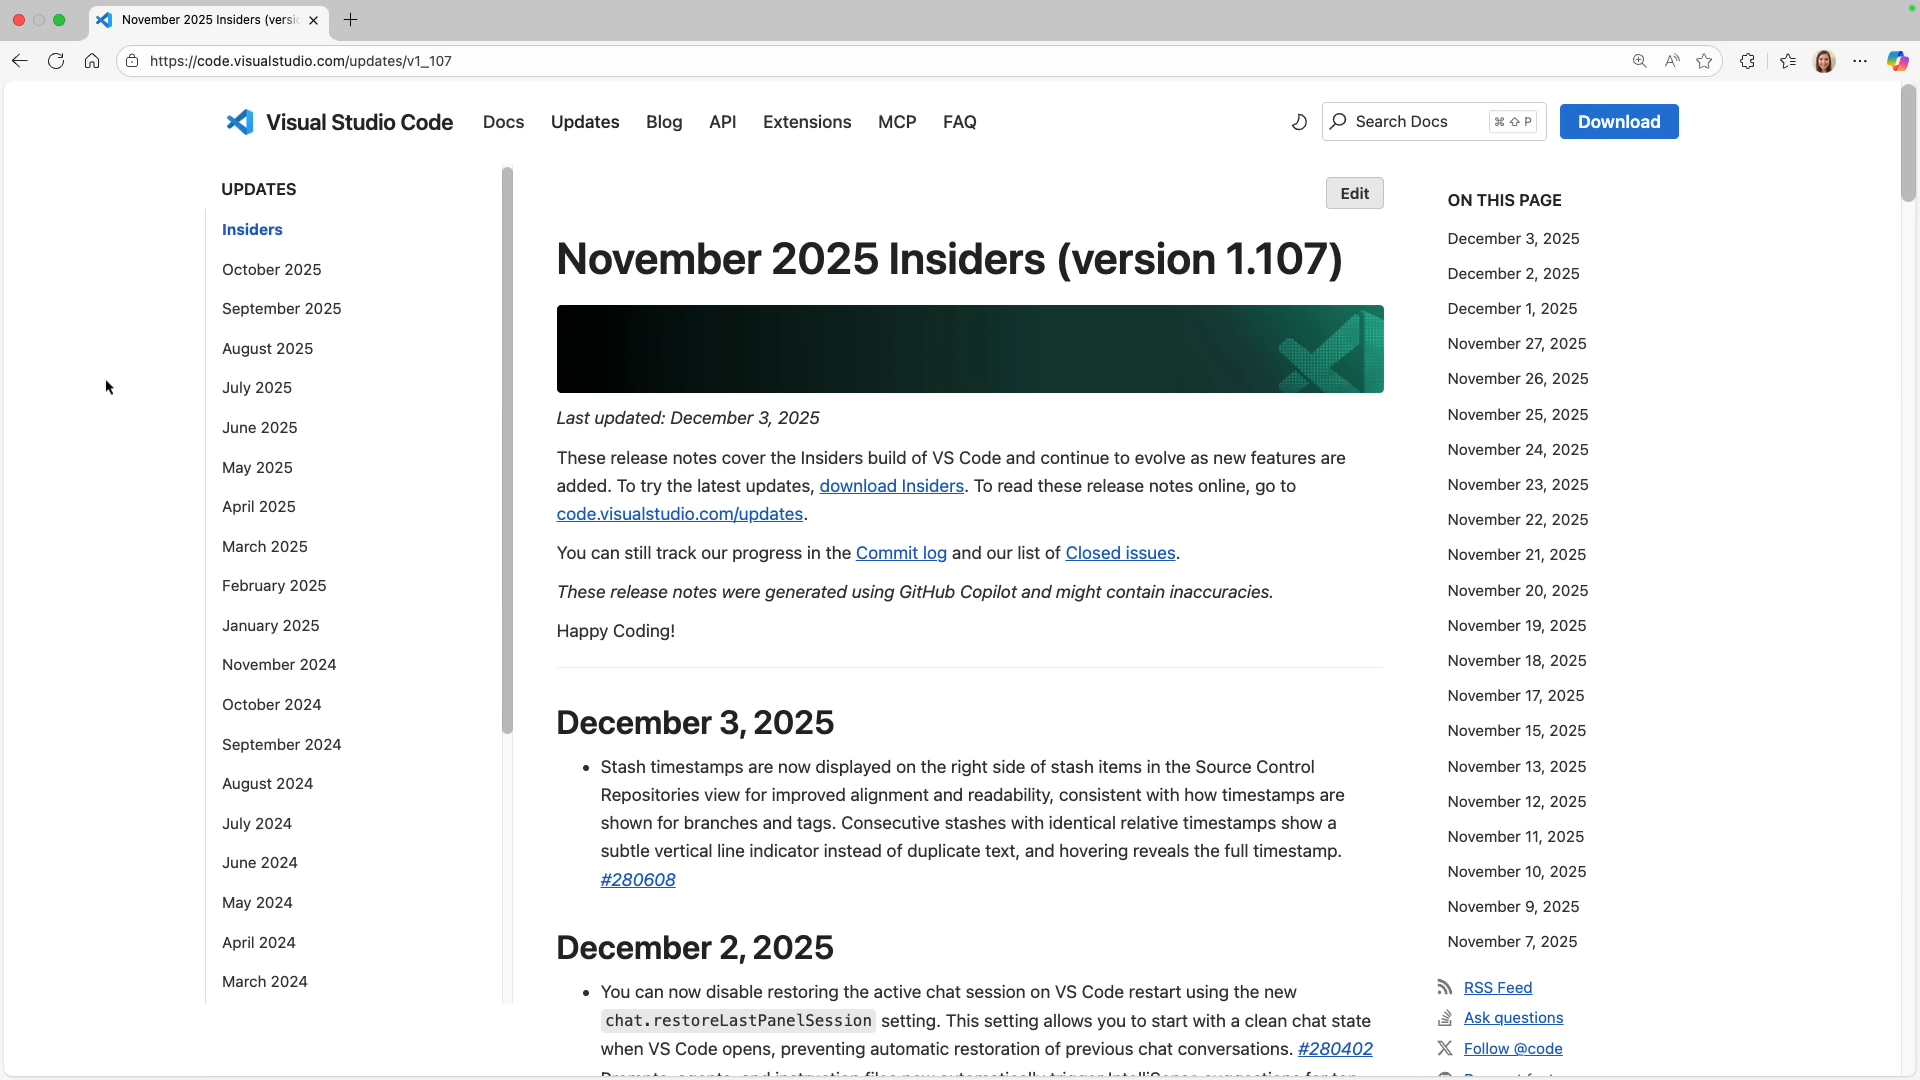 November 2025 Insiders (versio
https://code.visualstudio.com/updates/v1_107
Visual Studio Code
Docs
Updates
Blog
API
Extensions
MCP
FAQ
Search Docs
⌘ ⇧ P
Download
UPDATES
Insiders
October 2025
September 2025
August 2025
July 2025
June 2025
May 2025
April 2025
March 2025
February 2025
January 2025
November 2024
October 2024
September 2024
August 2024
July 2024
June 2024
May 2024
April 2024
March 2024
Edit
November 2025 Insiders (version 1.107)
Last updated: December 3, 2025
These release notes cover the Insiders build of VS Code and continue to evolve as new features are
added. To try the latest updates, download Insiders. To read these release notes online, go to
code.visualstudio.com/updates.
You can still track our progress in the Commit log and our list of Closed issues.
These release notes were generated using GitHub Copilot and might contain inaccuracies.
Happy Coding!
December 3, 2025
• Stash timestamps are now displayed on the right side of stash items in the Source Control
Repositories view for improved alignment and readability, consistent with how timestamps are
shown for branches and tags. Consecutive stashes with identical relative timestamps show a
subtle vertical line indicator instead of duplicate text, and hovering reveals the full timestamp.
#280608
December 2, 2025
• You can now disable restoring the active chat session on VS Code restart using the new
chat.restoreLastPanelSession setting. This setting allows you to start with a clean chat state
when VS Code opens, preventing automatic restoration of previous chat conversations. #280402
ON THIS PAGE
December 3, 2025
December 2, 2025
December 1, 2025
November 27, 2025
November 26, 2025
November 25, 2025
November 24, 2025
November 23, 2025
November 22, 2025
November 21, 2025
November 20, 2025
November 19, 2025
November 18, 2025
November 17, 2025
November 15, 2025
November 13, 2025
November 12, 2025
November 11, 2025
November 10, 2025
November 9, 2025
November 7, 2025
RSS Feed
Ask questions
Follow @code